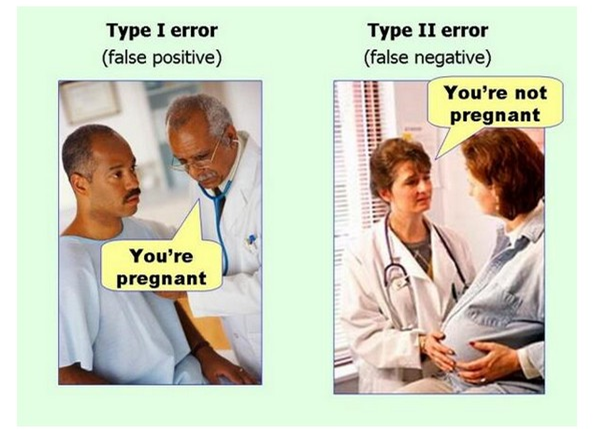 Type I error
(false positive)
Type II error
(false negative)
You're
pregnant
You're not
pregnant